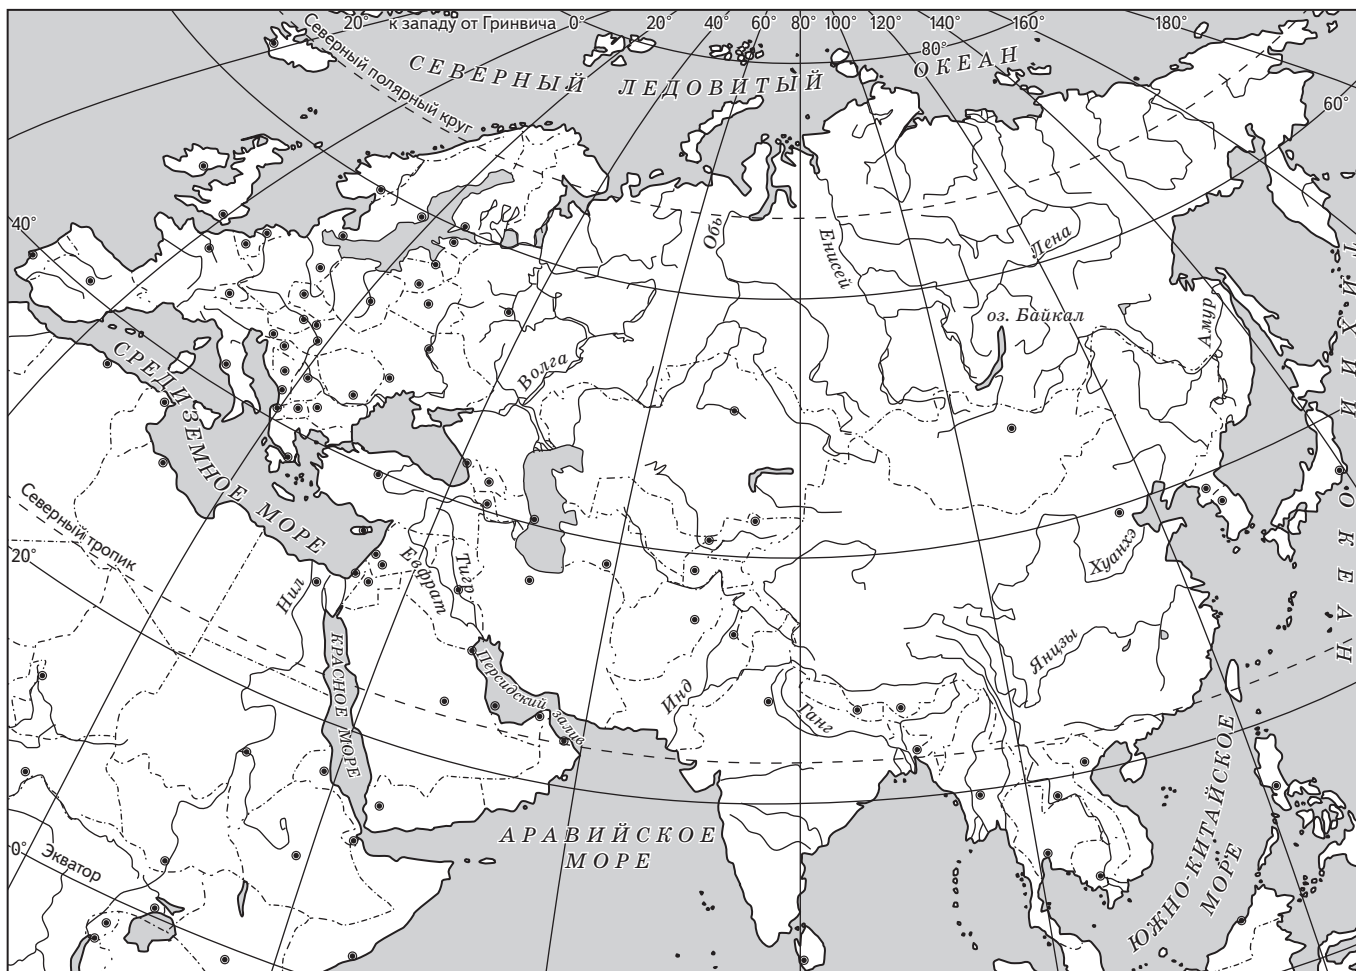 20°
к западу от Гринвича
0°
20°
40°
60°
80°
100°
120°
140°
160°
180°
80°
60°
Северный полярный круг
СЕВЕРНЫЙ ЛЕДОВИТЫЙ ОКЕАН
40°
Обь
Енисей
Лена
оз. Байкал
Амур
ТИХИЙ ОКЕАН
Волга
СРЕДИЗЕМНОЕ МОРЕ
Северный тропик
20°
Нил
Евфрат
Тигр
Хуанхэ
Янцзы
КРАСНОЕ МОРЕ
Персидский залив
Инд
Ганг
АРАВИЙСКОЕ
МОРЕ
ЮЖНО-КИТАЙСКОЕ
МОРЕ
0°
Экватор